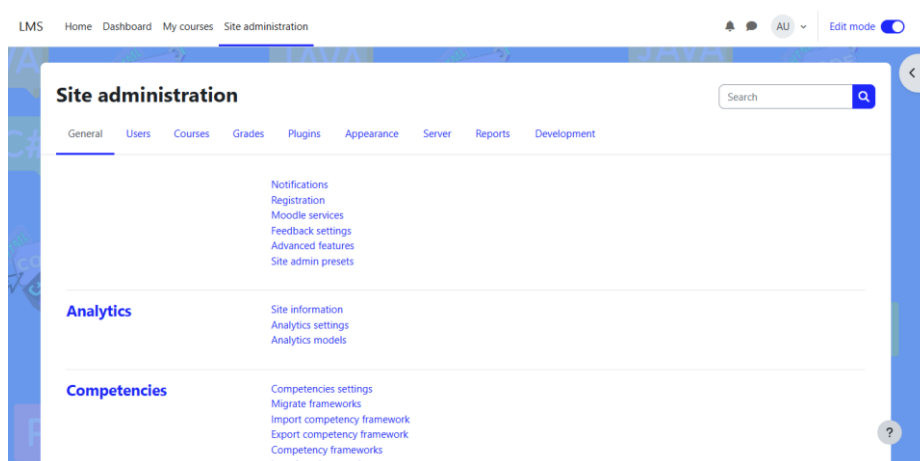 LMS Home Dashboard My courses Site administration AU Edit mode
Site administration
Search
General Users Courses Grades Plugins Appearance Server Reports Development
Notifications
Registration
Moodle services
Feedback settings
Advanced features
Site admin presets
Analytics
Site information
Analytics settings
Analytics models
Competencies
Competencies settings
Migrate frameworks
Import competency framework
Export competency framework
Competency frameworks
?
JAVA
JAVA
C#